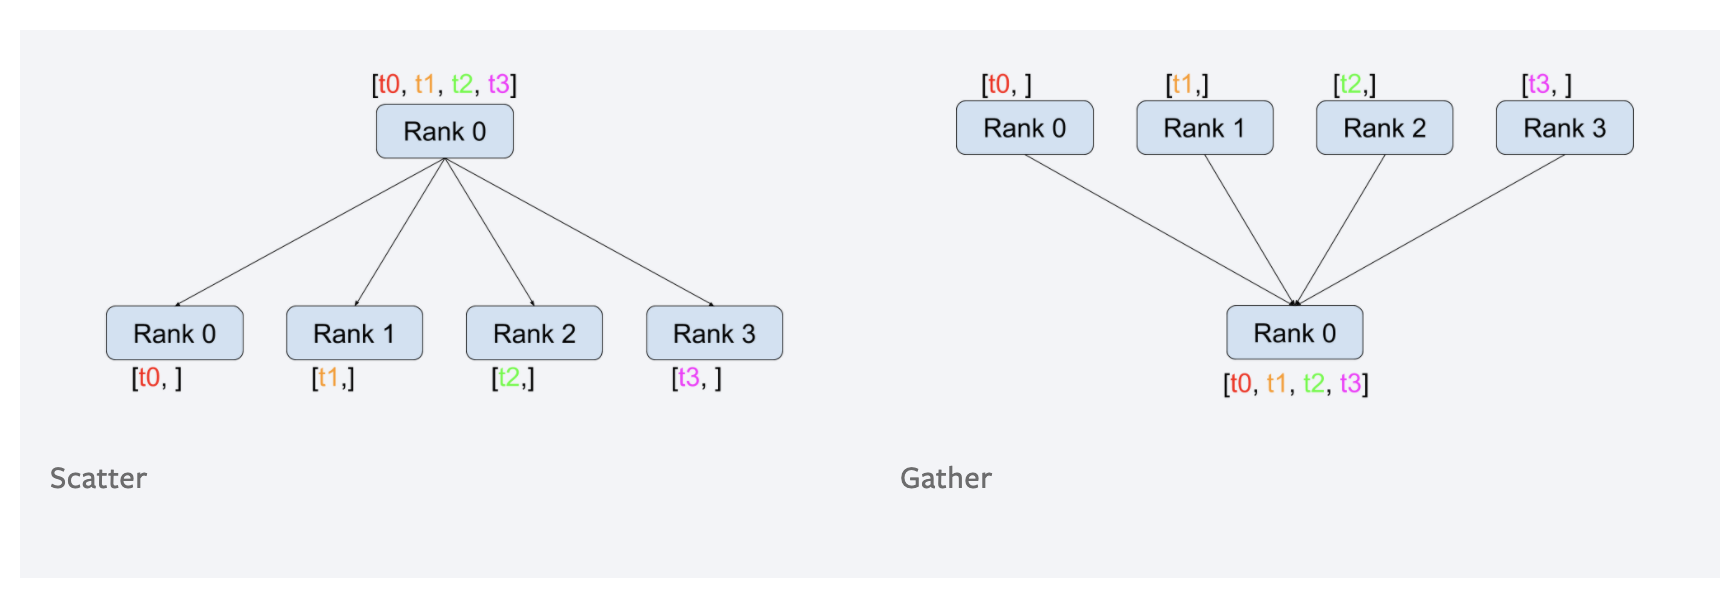 [t0, t1, t2, t3]
Rank 0
Rank 0 Rank 1 Rank 2 Rank 3
[t0, ] [t1,] [t2,] [t3, ]
Scatter
[t0, ] [t1,] [t2,] [t3, ]
Rank 0 Rank 1 Rank 2 Rank 3
Rank 0
[t0, t1, t2, t3]
Gather